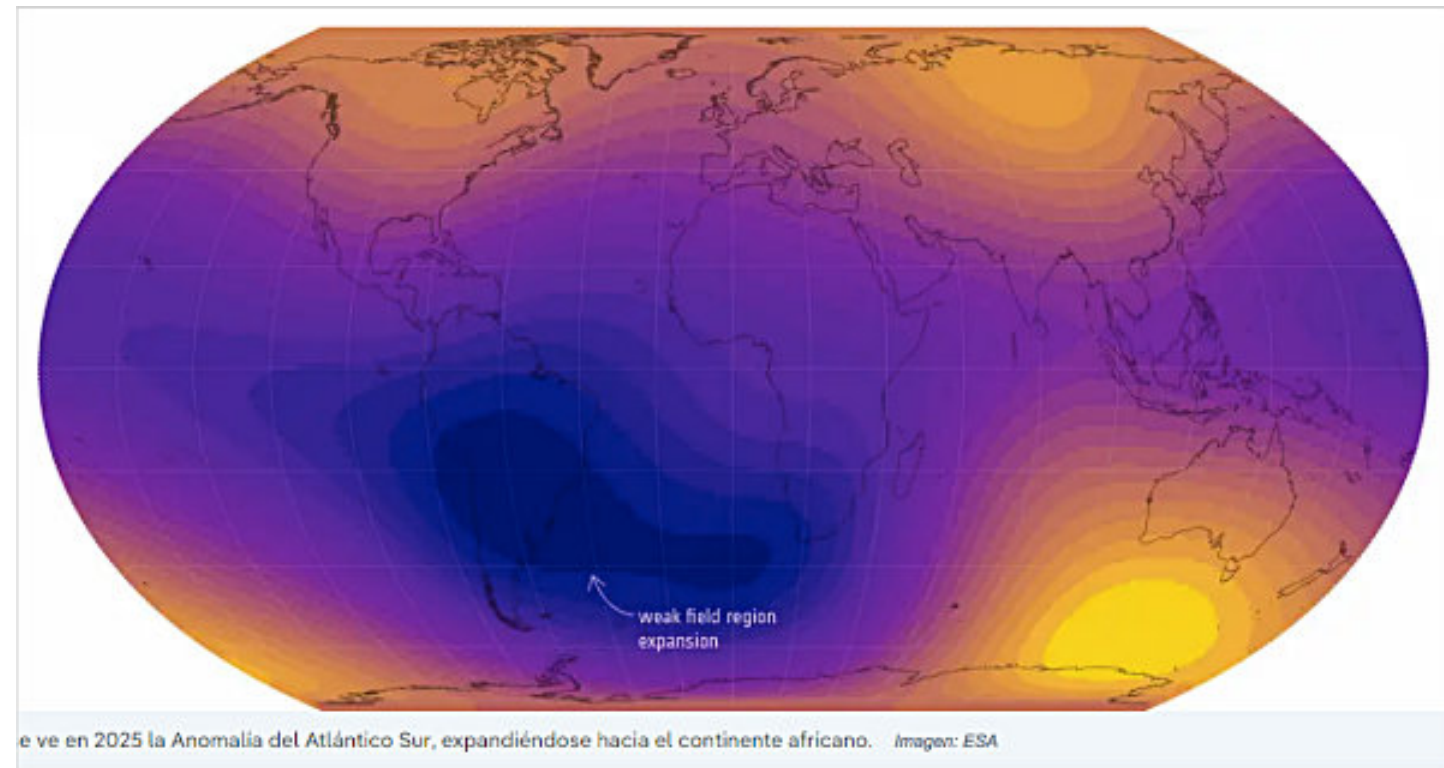 weak field region
expansion
e ve en 2025 la Anomalía del Atlántico Sur, expandiéndose hacia el continente africano. Imagen: ESA